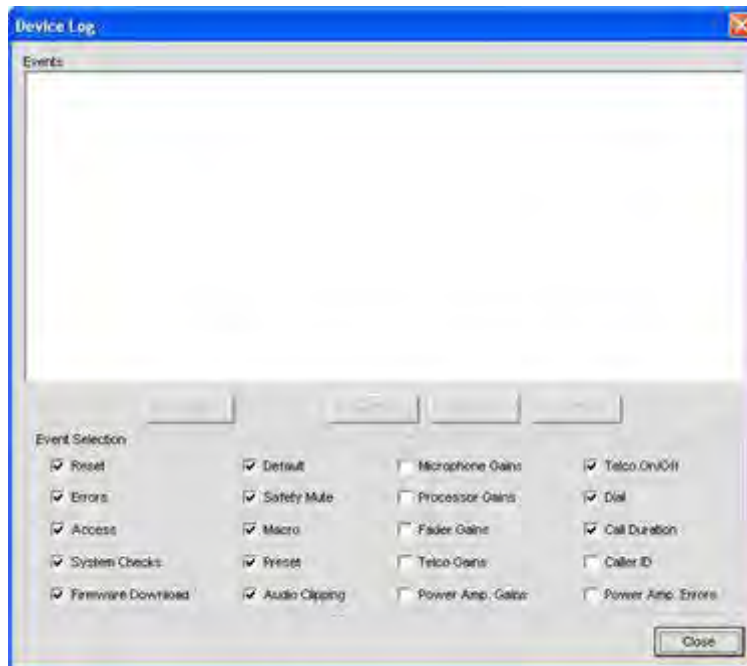 Device Log
Events
Event Selection
Reset
Default
Microphone Gains
Telco On/Off
Errors
Safety Mute
Processor Gains
Dial
Access
Macro
Fader Gains
Call Duration
System Checks
Preset
Telco Gains
Caller ID
Firmware Download
Audio Clipping
Power Amp. Gains
Power Amp. Errors
Close